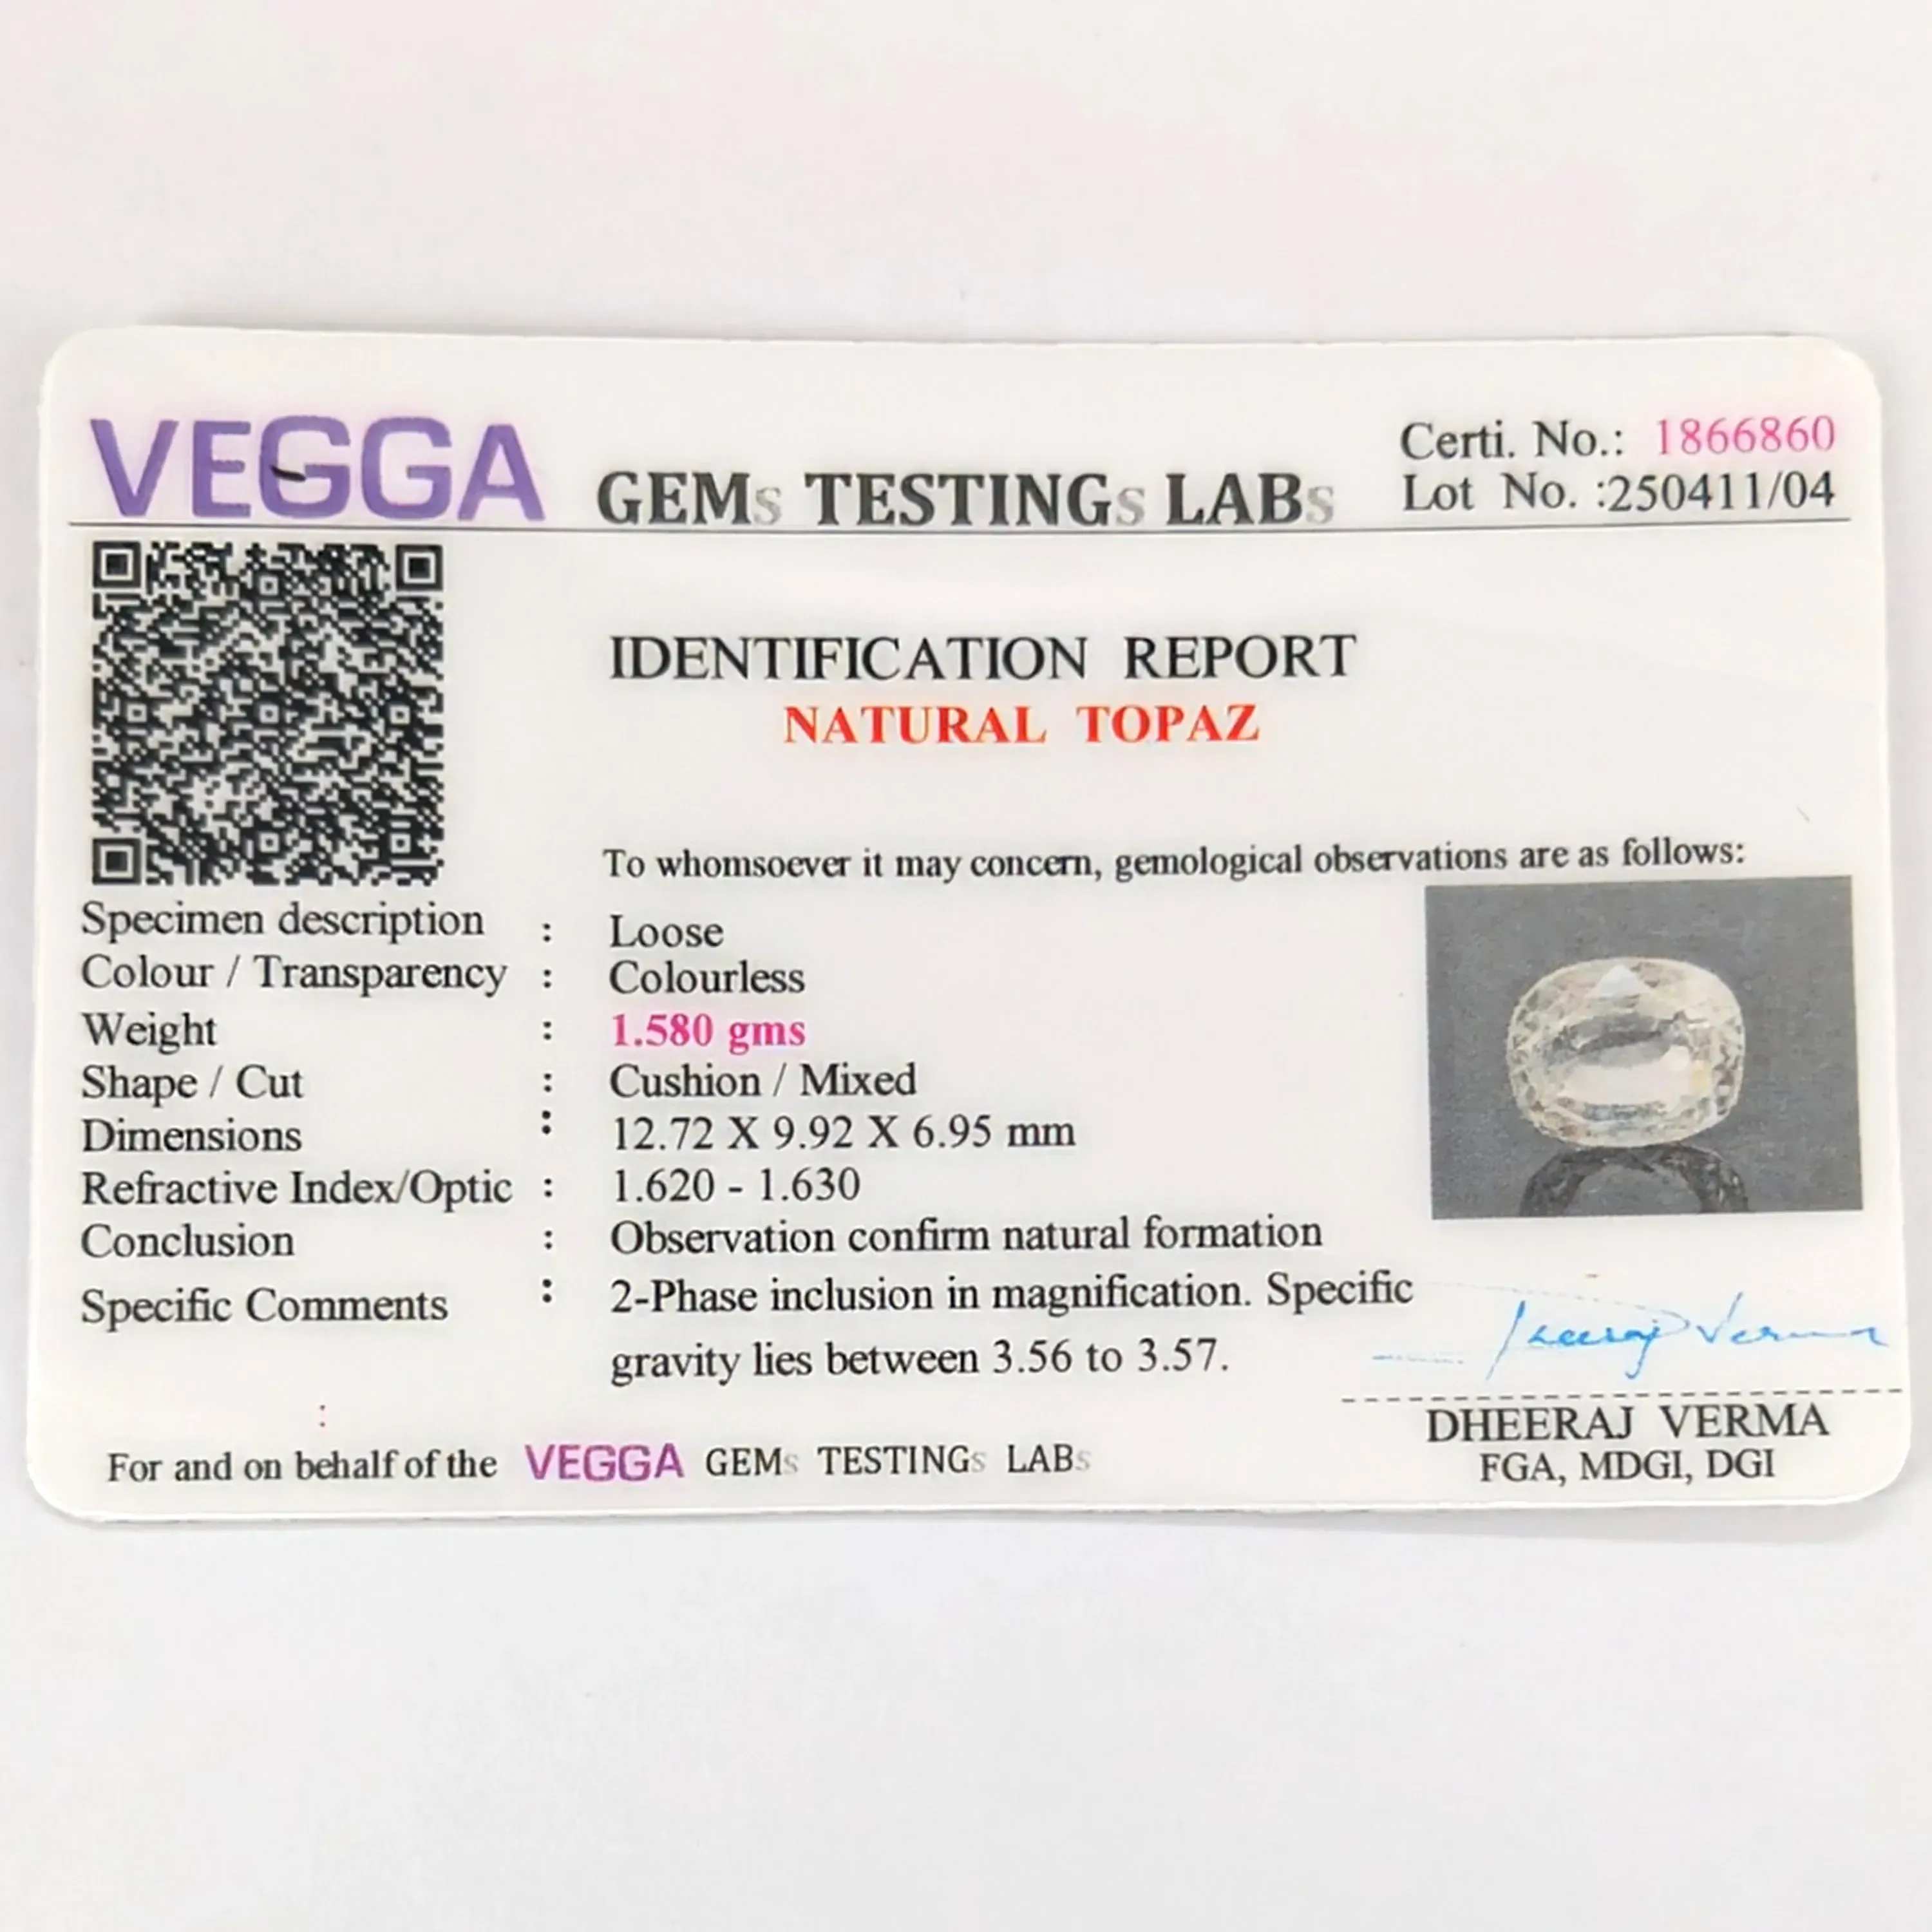 VEGGA GEMs TESTINGs LABs
Certi. No.: 1866860
Lot No. :250411/04
IDENTIFICATION REPORT
NATURAL TOPAZ
To whomsoever it may concern, gemological observations are as follows:
Specimen description : Loose
Colour / Transparency : Colourless
Weight : 1.580 gms
Shape / Cut : Cushion / Mixed
Dimensions : 12.72 X 9.92 X 6.95 mm
Refractive Index/Optic : 1.620 - 1.630
Conclusion : Observation confirm natural formation
Specific Comments : 2-Phase inclusion in magnification. Specific
gravity lies between 3.56 to 3.57.
:
Dheeraj Verma
DHEERAJ VERMA
FGA, MDGI, DGI
For and on behalf of the VEGGA GEMs TESTINGs LABs